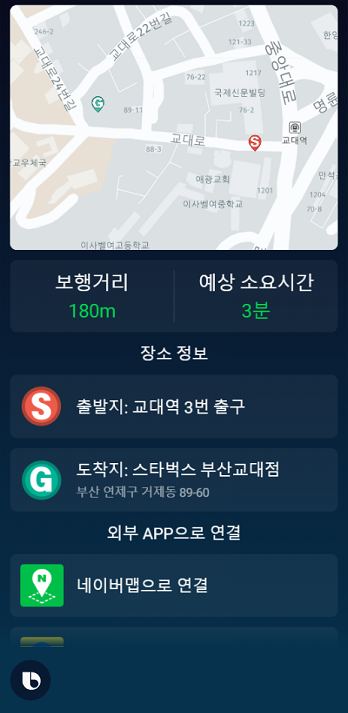 246-2
교대로22번길
1223
121-33
한양
교대로24번길
중앙대로
76-22
1217
국제신문빌딩
명륜
G
89-11
76-2
교대로
S
교대역
88-3
교우체국
애광교회
1201
민석
이사벨여중학교
1204
70-8
이사벨여고등학교
보행거리
예상 소요시간
180m
3분
장소 정보
S
출발지: 교대역 3번 출구
G
도착지: 스타벅스 부산교대점
부산 연제구 거제동 89-60
외부 APP으로 연결
N
네이버맵으로 연결
b